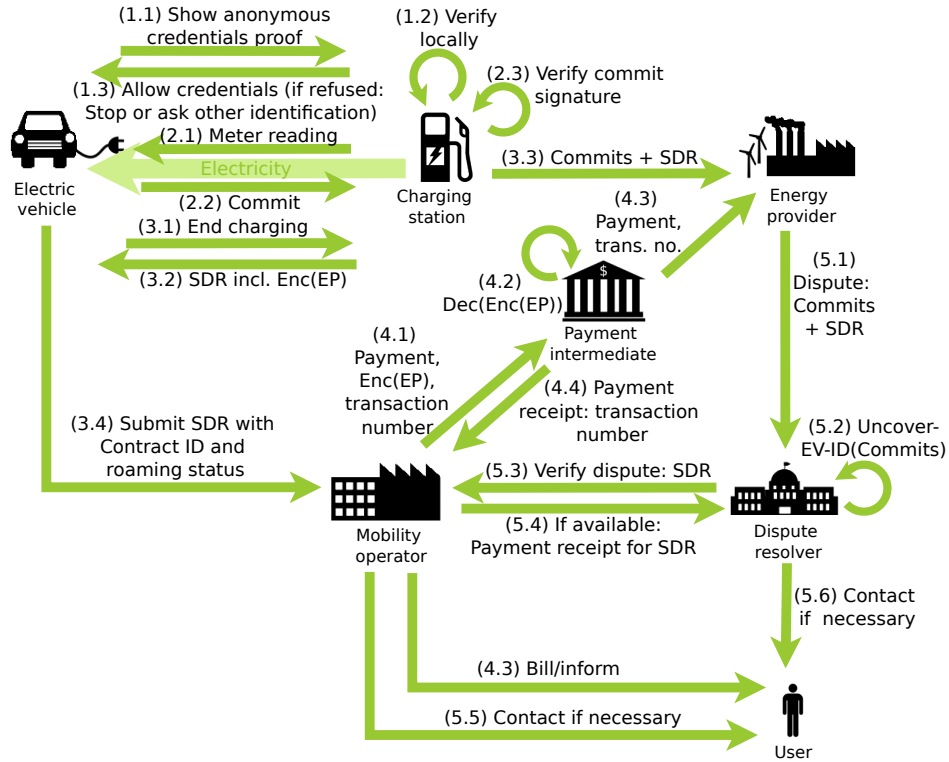 (1.1) Show anonymous
credentials proof
(1.2) Verify
locally
(1.3) Allow credentials (if refused:
Stop or ask other identification)
(2.3) Verify commit
signature
(2.1) Meter reading
Electricity
(2.2) Commit
(3.1) End charging
(3.2) SDR incl. Enc(EP)
Electric
vehicle
Charging
station
(3.3) Commits + SDR
Energy
provider
(4.3)
Payment,
trans. no.
(4.2)
Dec(Enc(EP))
$
Payment
intermediate
(5.1)
Dispute:
Commits
+ SDR
(4.1)
Payment,
Enc(EP),
transaction
number
(4.4) Payment
receipt: transaction
number
(3.4) Submit SDR with
Contract ID and
roaming status
(5.2) Uncover-
EV-ID(Commits)
(5.3) Verify dispute: SDR
(5.4) If available:
Payment receipt for SDR
Mobility
operator
Dispute
resolver
(5.6) Contact
if necessary
(4.3) Bill/inform
(5.5) Contact if necessary
User